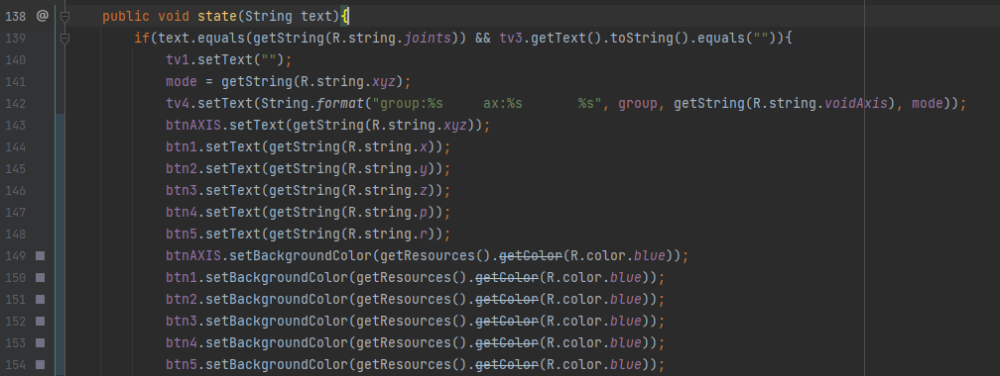 138 @ public void state(String text){
139 if(text.equals(getString(R.string.joints)) && tv3.getText().toString().equals("")){
140 tv1.setText("");
141 mode = getString(R.string.xyz);
142 tv4.setText(String.format("group:%s     ax:%s       %s", group, getString(R.string.voidAxis), mode));
143 btnAXIS.setText(getString(R.string.xyz));
144 btn1.setText(getString(R.string.x));
145 btn2.setText(getString(R.string.y));
146 btn3.setText(getString(R.string.z));
147 btn4.setText(getString(R.string.p));
148 btn5.setText(getString(R.string.r));
149 btnAXIS.setBackgroundColor(getResources().getColor(R.color.blue));
150 btn1.setBackgroundColor(getResources().getColor(R.color.blue));
151 btn2.setBackgroundColor(getResources().getColor(R.color.blue));
152 btn3.setBackgroundColor(getResources().getColor(R.color.blue));
153 btn4.setBackgroundColor(getResources().getColor(R.color.blue));
154 btn5.setBackgroundColor(getResources().getColor(R.color.blue));